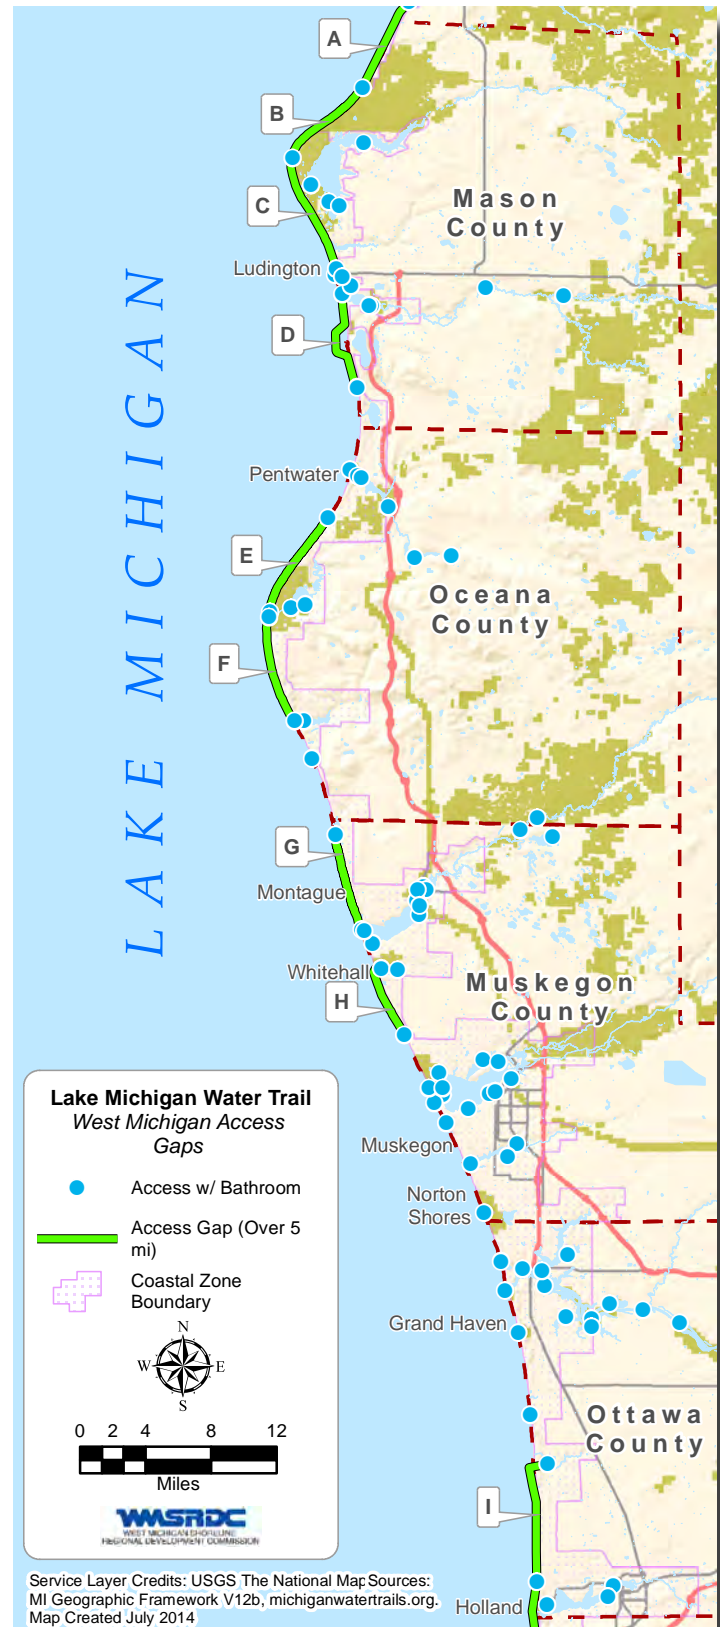 A
B
Mason
County
C
Ludington
D
LAKE MICHIGAN
Pentwater
E
Oceana
County
F
G
Montague
Whitehall
Muskegon
County
H
Lake Michigan Water Trail
West Michigan Access
Gaps
Access w/ Bathroom
Access Gap (Over 5
mi)
Coastal Zone
Boundary
N
W E
S
0 2 4 8 12
Miles
WMSRDC
WEST MICHIGAN SHORELINE
REGIONAL DEVELOPMENT COMMISSION
Muskegon
Norton
Shores
Grand Haven
Ottawa
County
I
Holland
Service Layer Credits: USGS The National Map Sources:
MI Geographic Framework V12b, michiganwatertrails.org.
Map Created July 2014